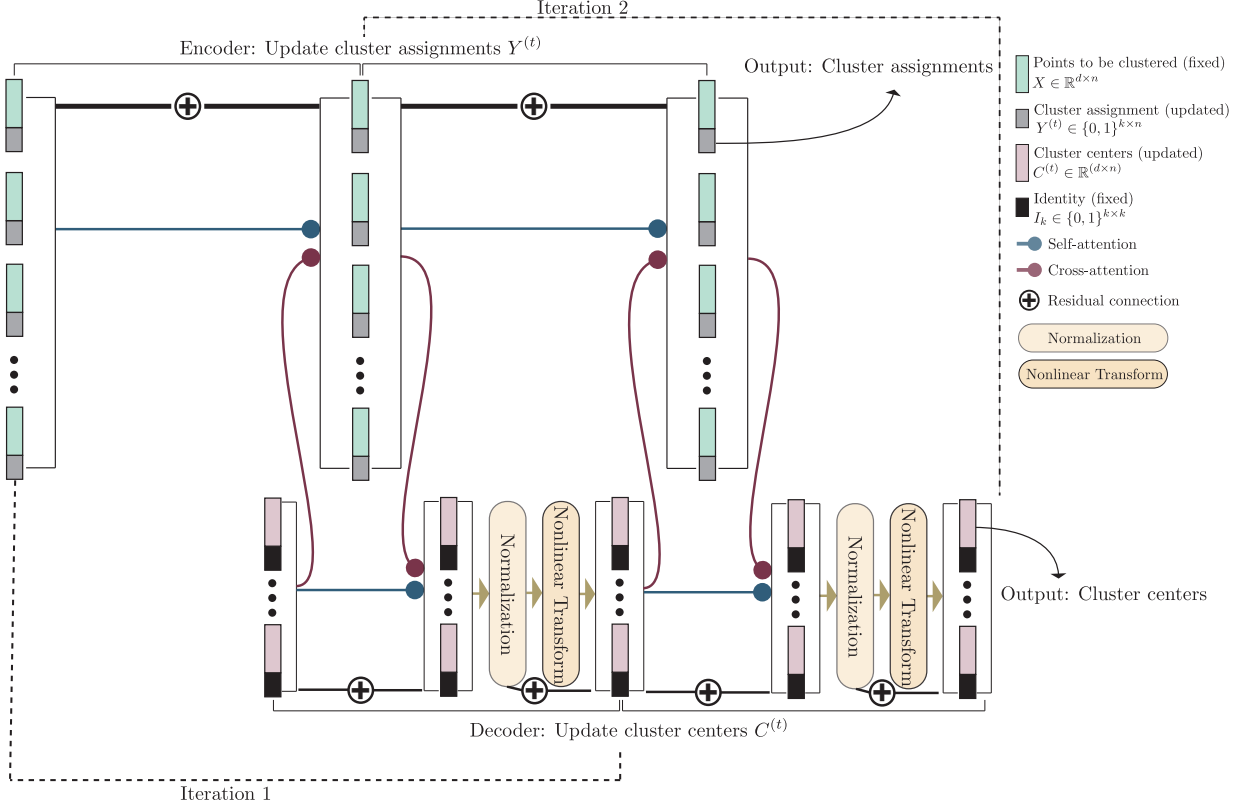 Iteration 2
Encoder: Update cluster assignments Y^{(t)}
Output: Cluster assignments
Points to be clustered (fixed)
X ∈ ℝ^{d×n}
Cluster assignment (updated)
Y^{(t)} ∈ {0, 1}^{k×n}
Cluster centers (updated)
C^{(t)} ∈ ℝ^{(d×n)}
Identity (fixed)
I_k ∈ {0, 1}^{k×k}
Self-attention
Cross-attention
Residual connection
Normalization
Nonlinear Transform
Normalization
Nonlinear Transform
Normalization
Nonlinear Transform
Output: Cluster centers
Decoder: Update cluster centers C^{(t)}
Iteration 1